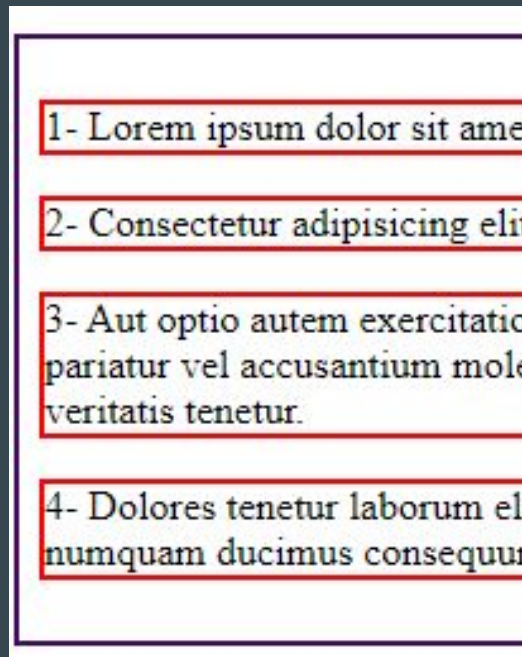 1- Lorem ipsum dolor sit ame
2- Consectetur adipisicing eli
3- Aut optio autem exercitatio
pariatur vel accusantium mole
veritatis tenetur.
4- Dolores tenetur laborum el
numquam ducimus consequu